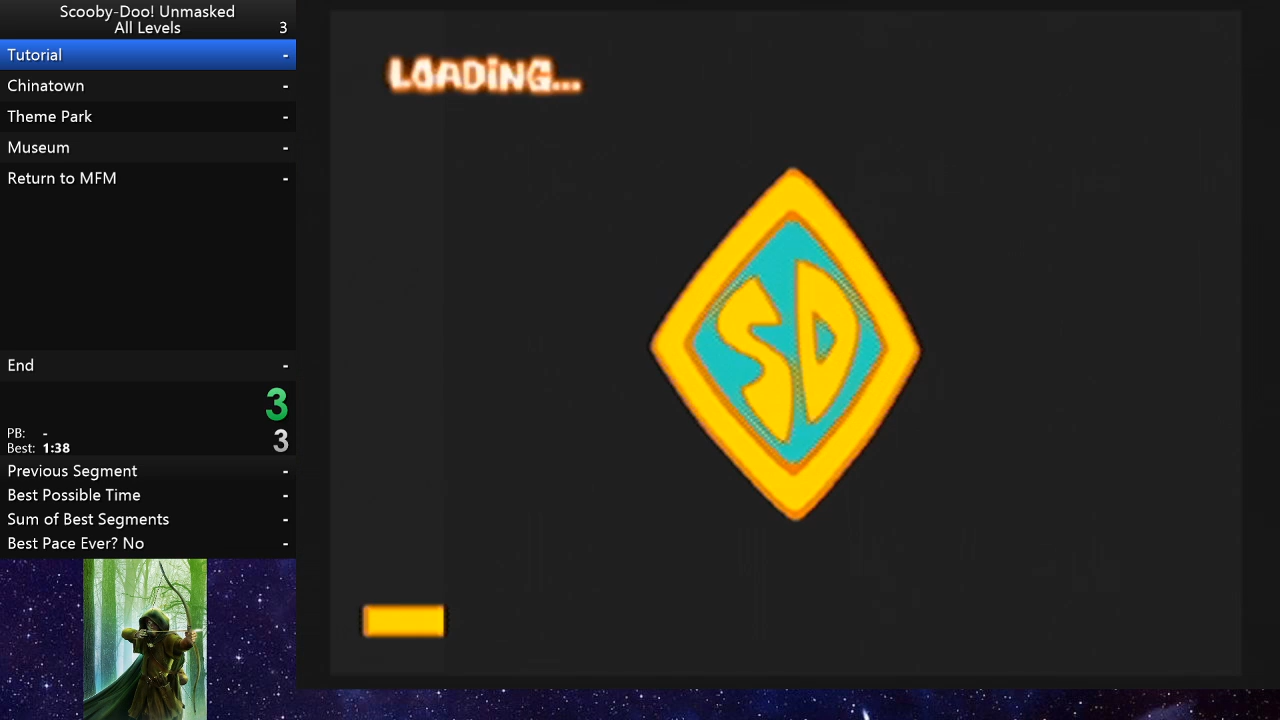 Scooby-Doo! Unmasked
All Levels 3
Tutorial -
Chinatown -
Theme Park -
Museum -
Return to MFM -
End -
3
PB: -
3
Best: 1:38
Previous Segment -
Best Possible Time -
Sum of Best Segments -
Best Pace Ever? No -
LOADING...
SD